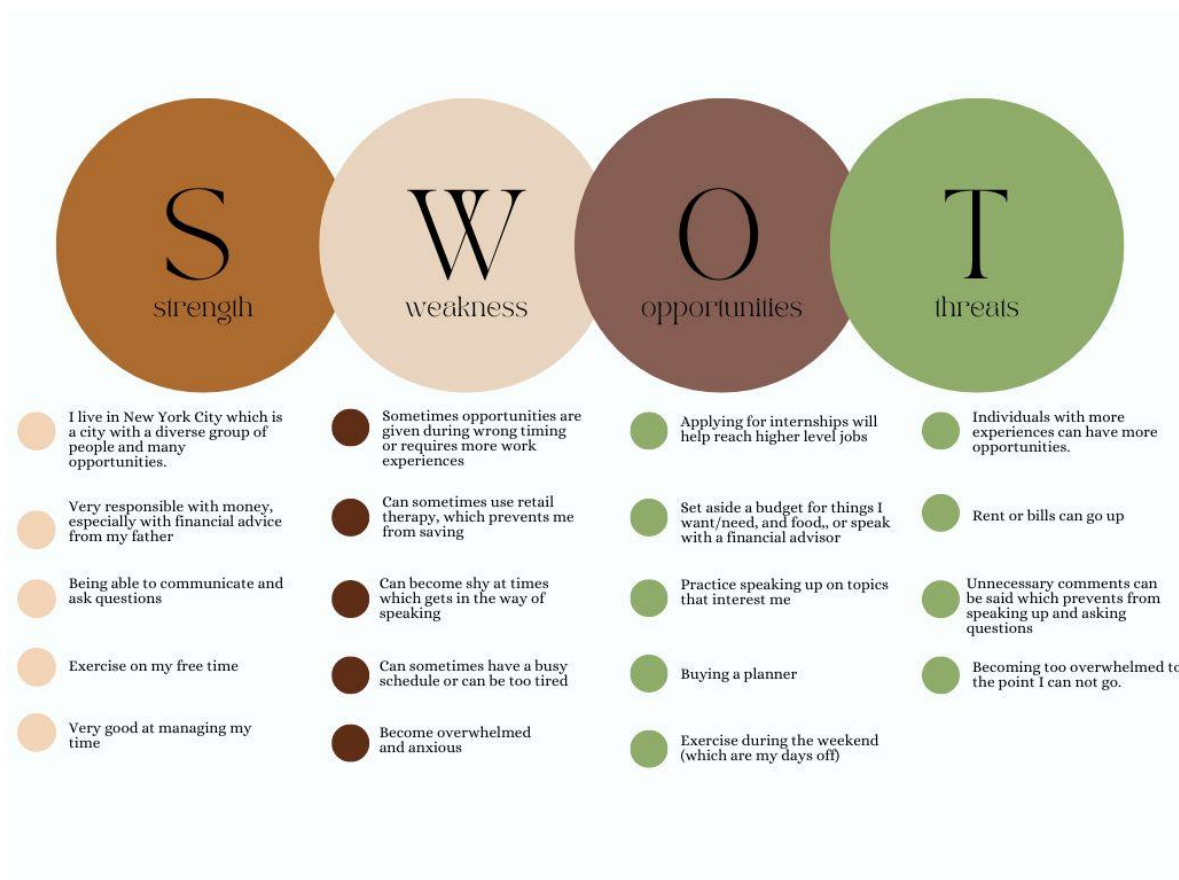 S
strength
W
weakness
O
opportunities
T
threats
I live in New York City which is
a city with a diverse group of
people and many
opportunities.
Very responsible with money,
especially with financial advice
from my father
Being able to communicate and
ask questions
Exercise on my free time
Very good at managing my
time
Sometimes opportunities are
given during wrong timing
or requires more work
experiences
Can sometimes use retail
therapy, which prevents me
from saving
Can become shy at times
which gets in the way of
speaking
Can sometimes have a busy
schedule or can be too tired
Become overwhelmed
and anxious
Applying for internships will
help reach higher level jobs
Set aside a budget for things I
want/need, and food,, or speak
with a financial advisor
Practice speaking up on topics
that interest me
Buying a planner
Exercise during the weekend
(which are my days off)
Individuals with more
experiences can have more
opportunities.
Rent or bills can go up
Unnecessary comments can
be said which prevents from
speaking up and asking
questions
Becoming too overwhelmed to
the point I can not go.